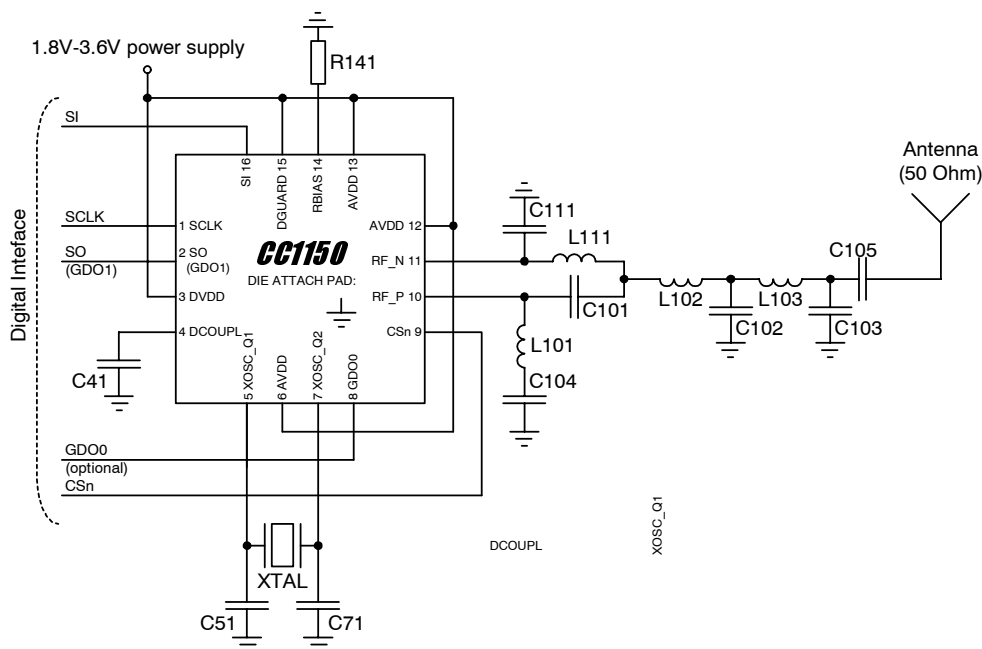 1.8V-3.6V power supply
R141
SI
SI 16
DGUARD 15
RBIAS 14
AVDD 13
Antenna
(50 Ohm)
SCLK
1 SCLK
CC1150
AVDD 12
C111
L111
SO
(GDO1)
2 SO
(GDO1)
DIE ATTACH PAD:
RF_N 11
C105
3 DVDD
RF_P 10
C101
L102
L103
Digital Inteface
4 DCOUPL
CSn 9
C102
C103
L101
C41
C104
5 XOSC_Q1
6 AVDD
7 XOSC_Q2
8 GDO0
GDO0
(optional)
CSn
DCOUPL
XOSC_Q1
XTAL
C51
C71